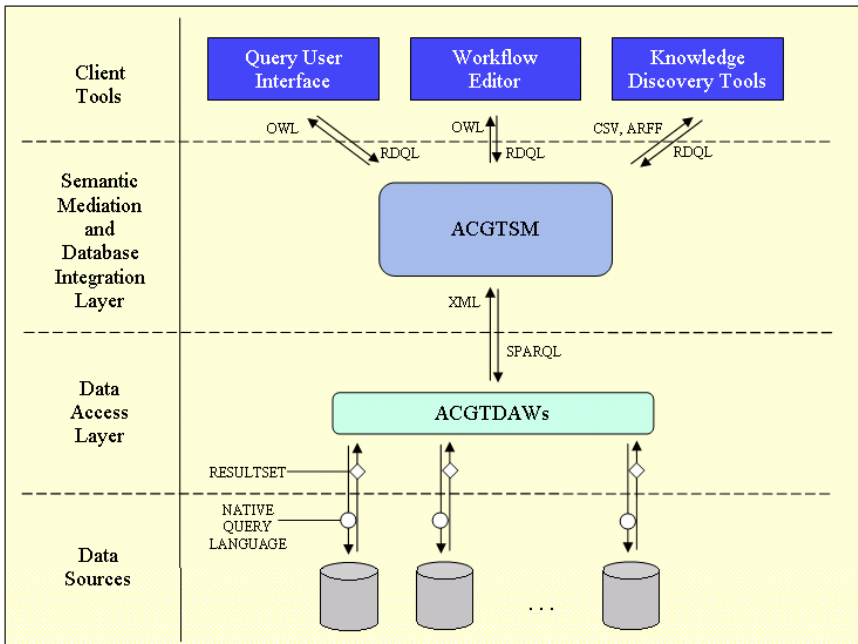 Client
Tools
Query User
Interface
Workflow
Editor
Knowledge
Discovery Tools
OWL
RDQL
OWL
RDQL
CSV, ARFF
RDQL
Semantic
Mediation
and
Database
Integration
Layer
ACGTSM
XML
SPARQL
Data
Access
Layer
ACGTDAWs
RESULTSET
NATIVE
QUERY
LANGUAGE
Data
Sources
...